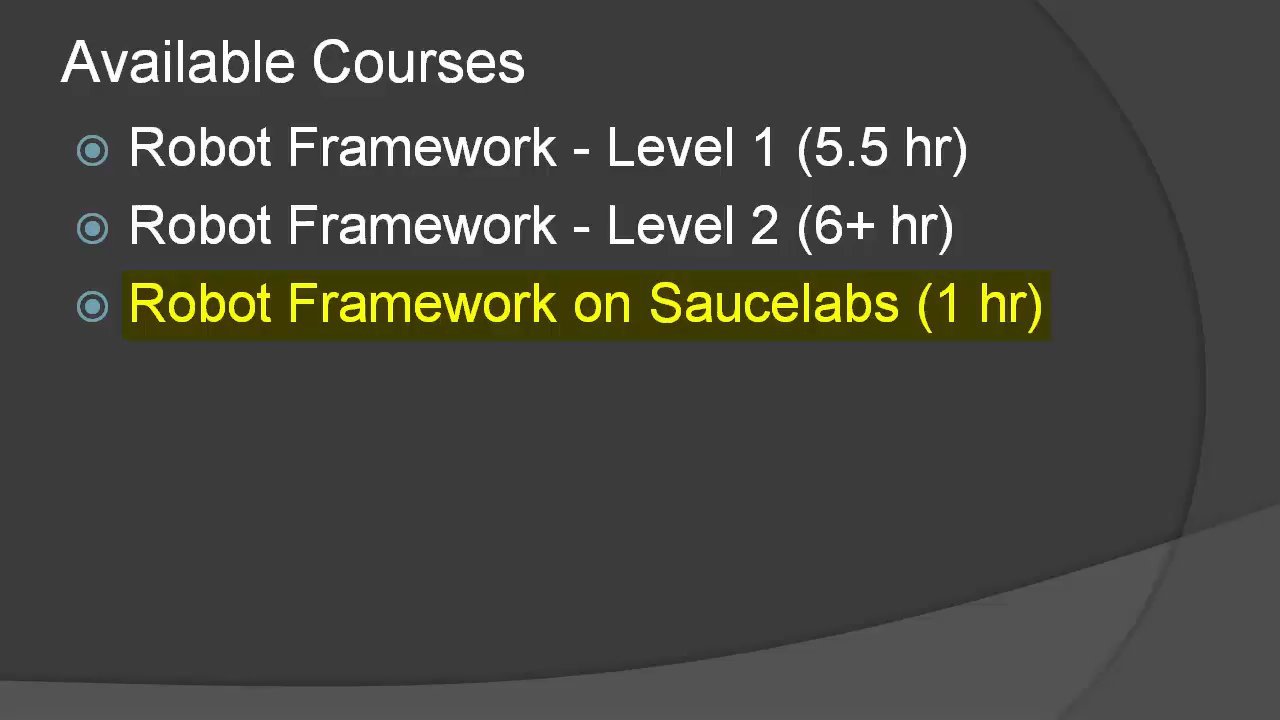 Available Courses
Robot Framework - Level 1 (5.5 hr)
Robot Framework - Level 2 (6+ hr)
Robot Framework on Saucelabs (1 hr)